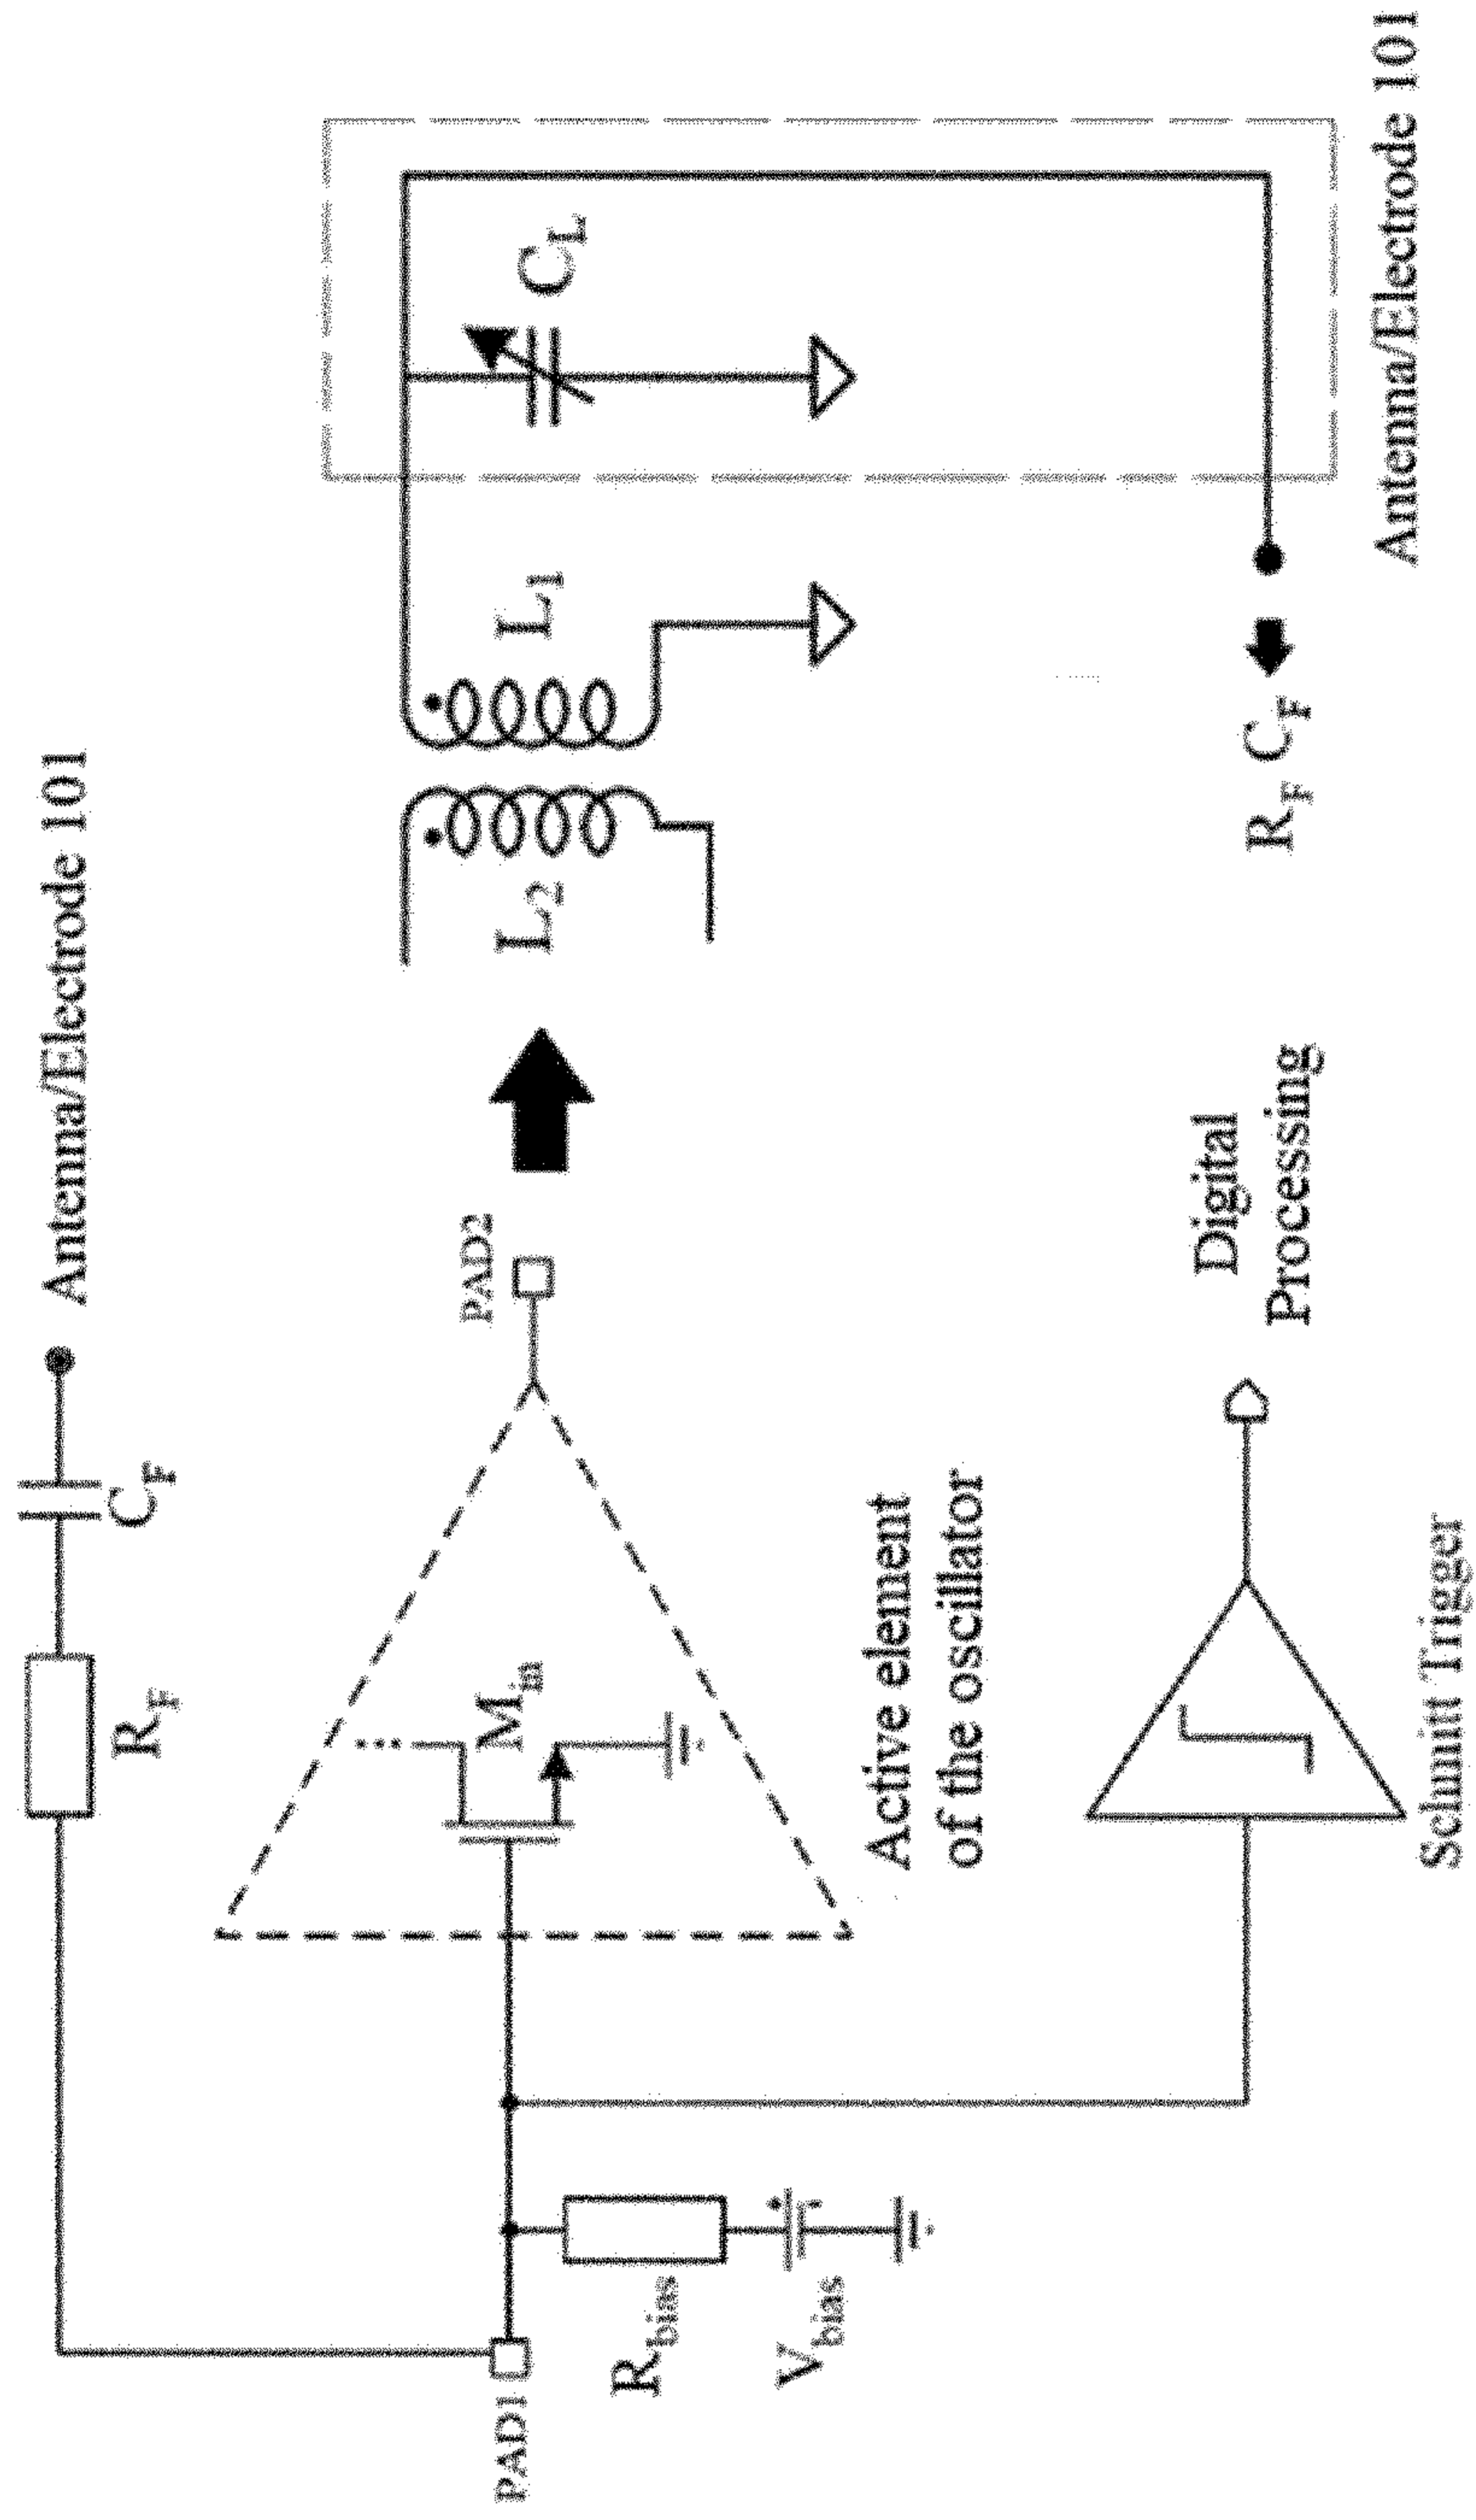 Antenna/Electrode 101
R_F
C_F
PAD1
R_bias
V_bias
M_in
PAD2
Active element
of the oscillator
Schmitt Trigger
Digital
Processing
L_2
L_1
C_L
R_F C_F
Antenna/Electrode 101